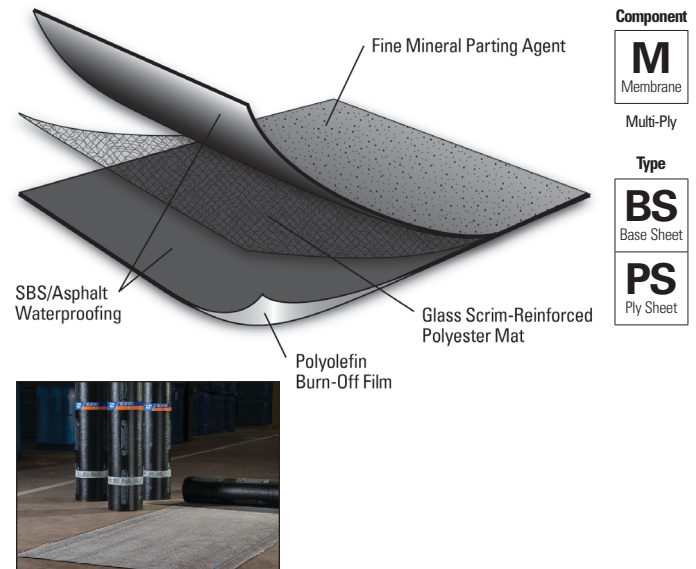 Fine Mineral Parting Agent
SBS/Asphalt
Waterproofing
Glass Scrim-Reinforced
Polyester Mat
Polyolefin
Burn-Off Film
Component
M
Membrane
Multi-Ply
Type
BS
Base Sheet
PS
Ply Sheet